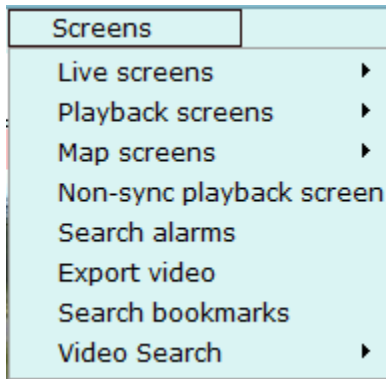 Screens
Live screens
Playback screens
Map screens
Non-sync playback screen
Search alarms
Export video
Search bookmarks
Video Search